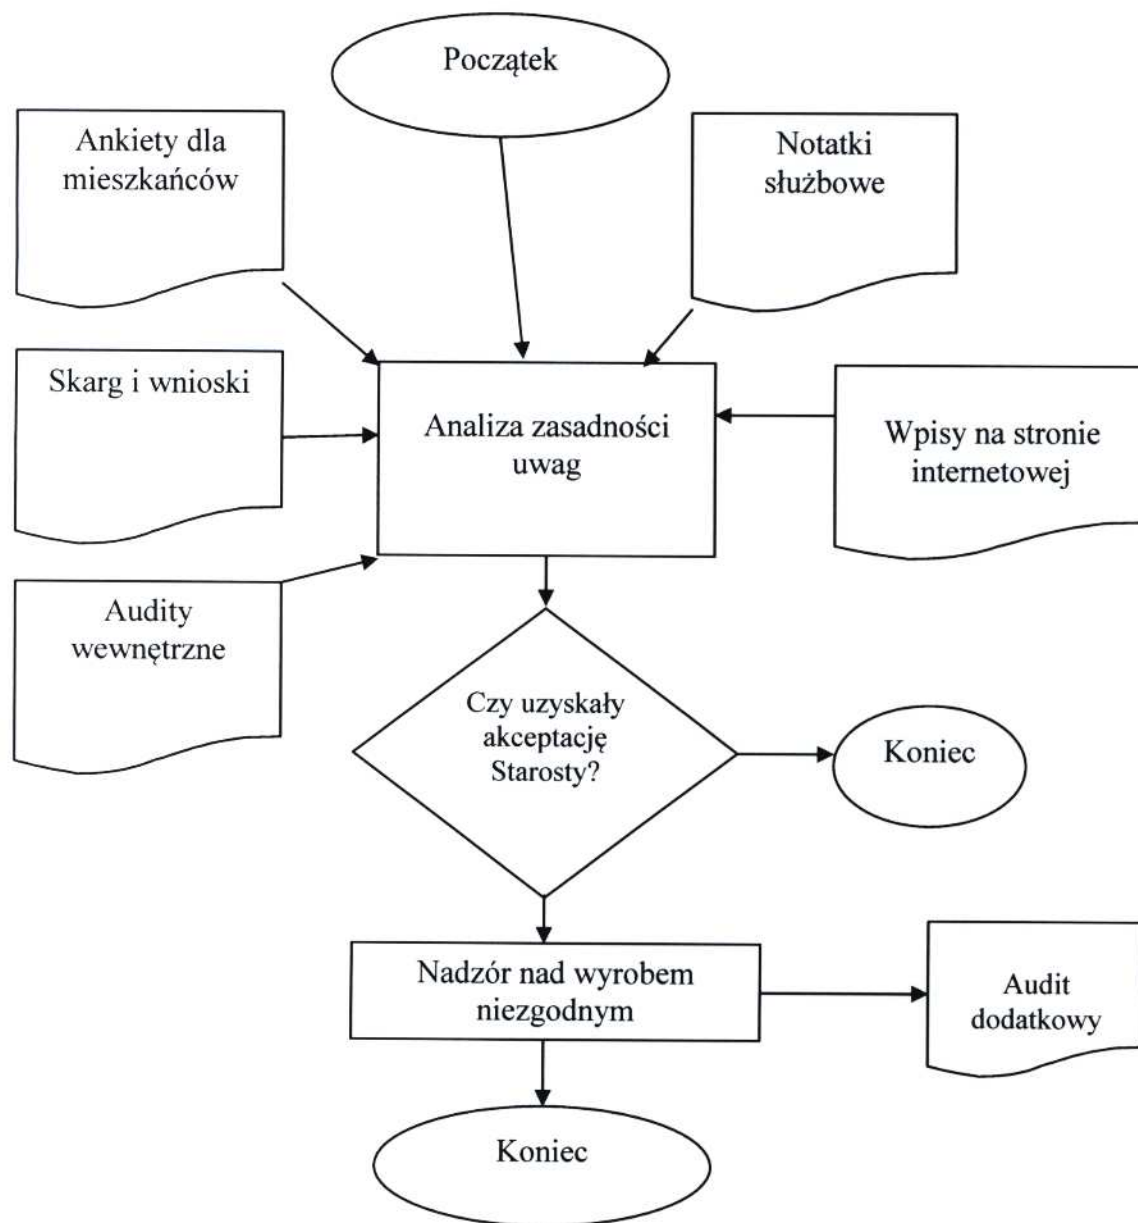 Początek
Ankiety dla
mieszkańców
Notatki
służbowe
Skarg i wnioski
Analiza zasadności
uwag
Wpisy na stronie
internetowej
Audity
wewnętrzne
Czy uzyskały
akceptację
Starosty?
Koniec
Nadzór nad wyrobem
niezgodnym
Audit
dodatkowy
Koniec